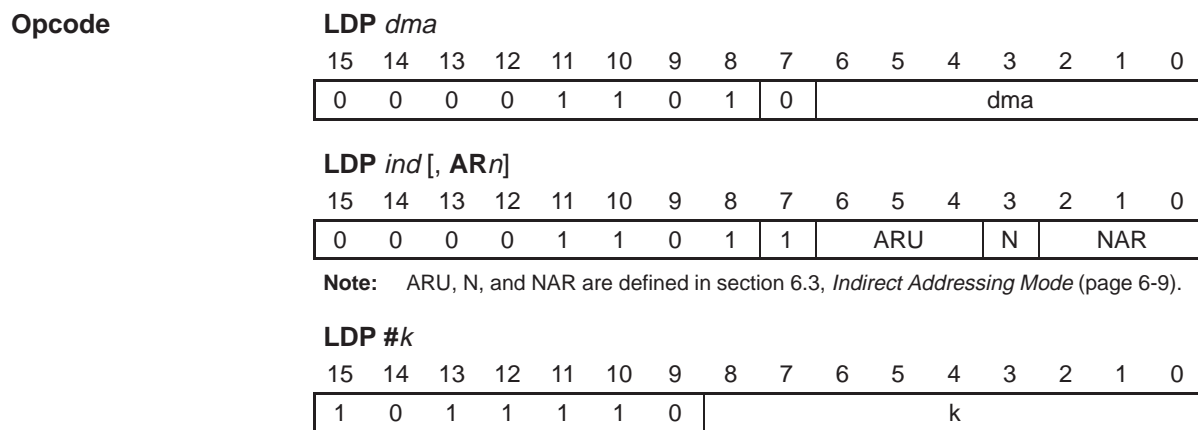 Opcode LDP dma
15 14 13 12 11 10 9 8 7 6 5 4 3 2 1 0
0 0 0 0 1 1 0 1 0 dma
LDP ind [, ARn]
15 14 13 12 11 10 9 8 7 6 5 4 3 2 1 0
0 0 0 0 1 1 0 1 1 ARU N NAR
Note: ARU, N, and NAR are defined in section 6.3, Indirect Addressing Mode (page 6-9).
LDP #k
15 14 13 12 11 10 9 8 7 6 5 4 3 2 1 0
1 0 1 1 1 1 0 k